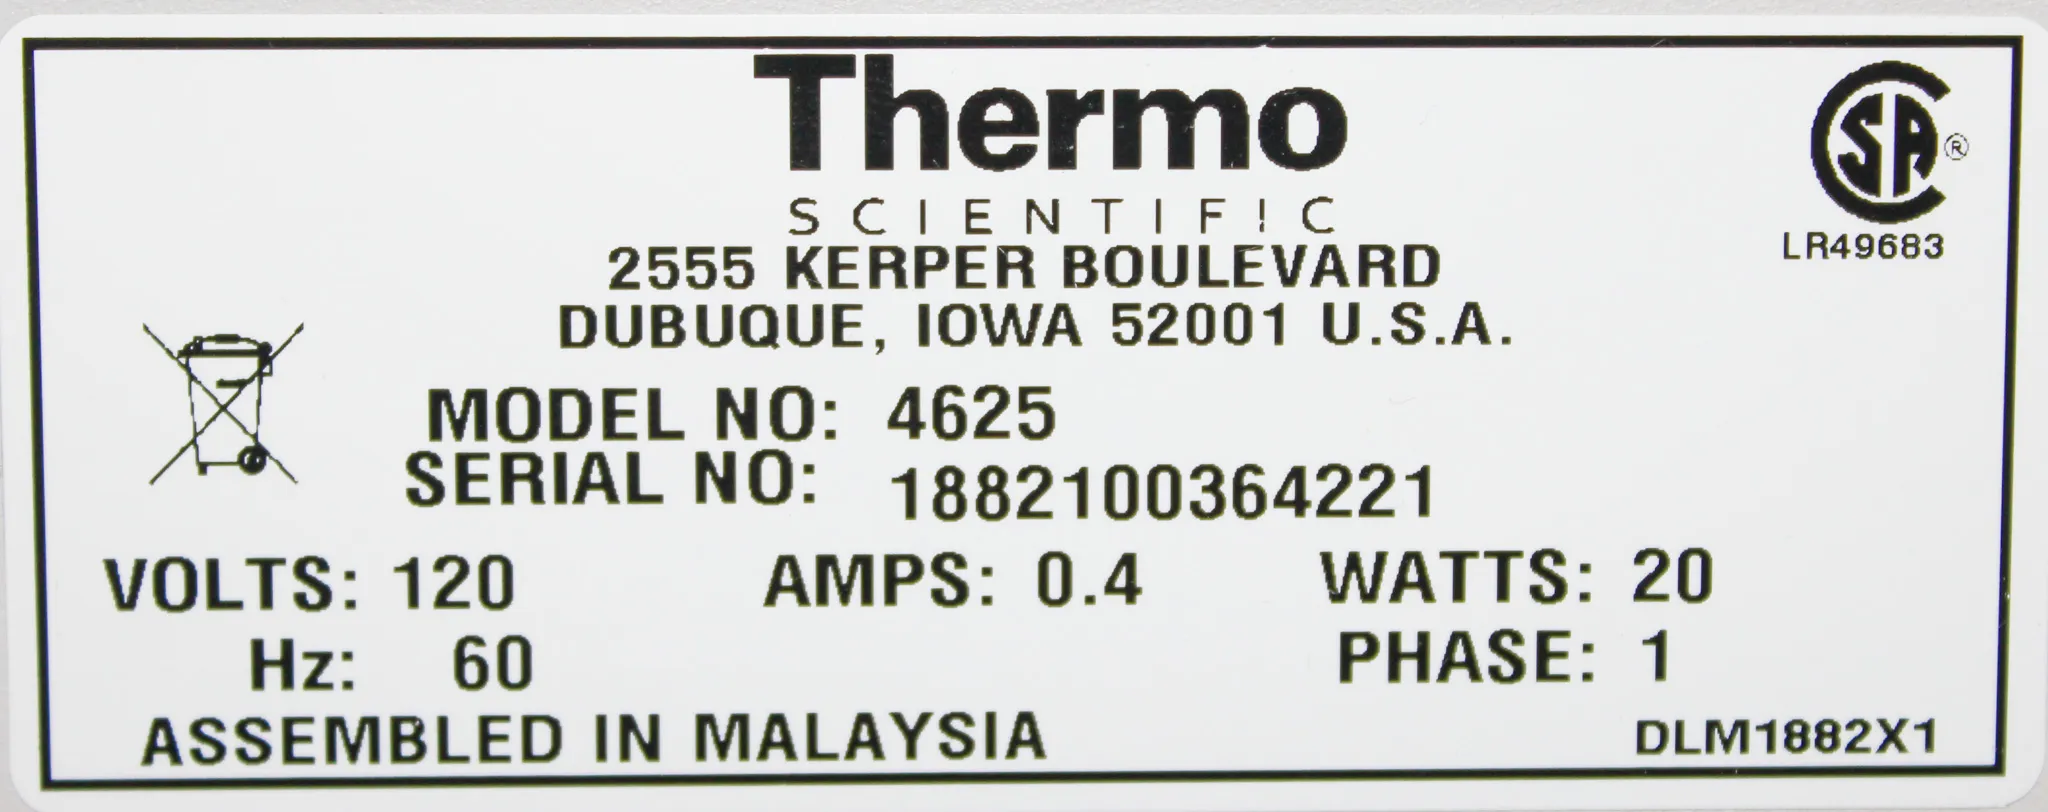 Thermo
SCIENTIFIC
2555 KERPER BOULEVARD
DUBUQUE, IOWA 52001 U.S.A.
SA®
LR49683
MODEL NO: 4625
SERIAL NO: 1882100364221
VOLTS: 120 AMPS: 0.4 WATTS: 20
Hz: 60 PHASE: 1
ASSEMBLED IN MALAYSIA DLM1882X1